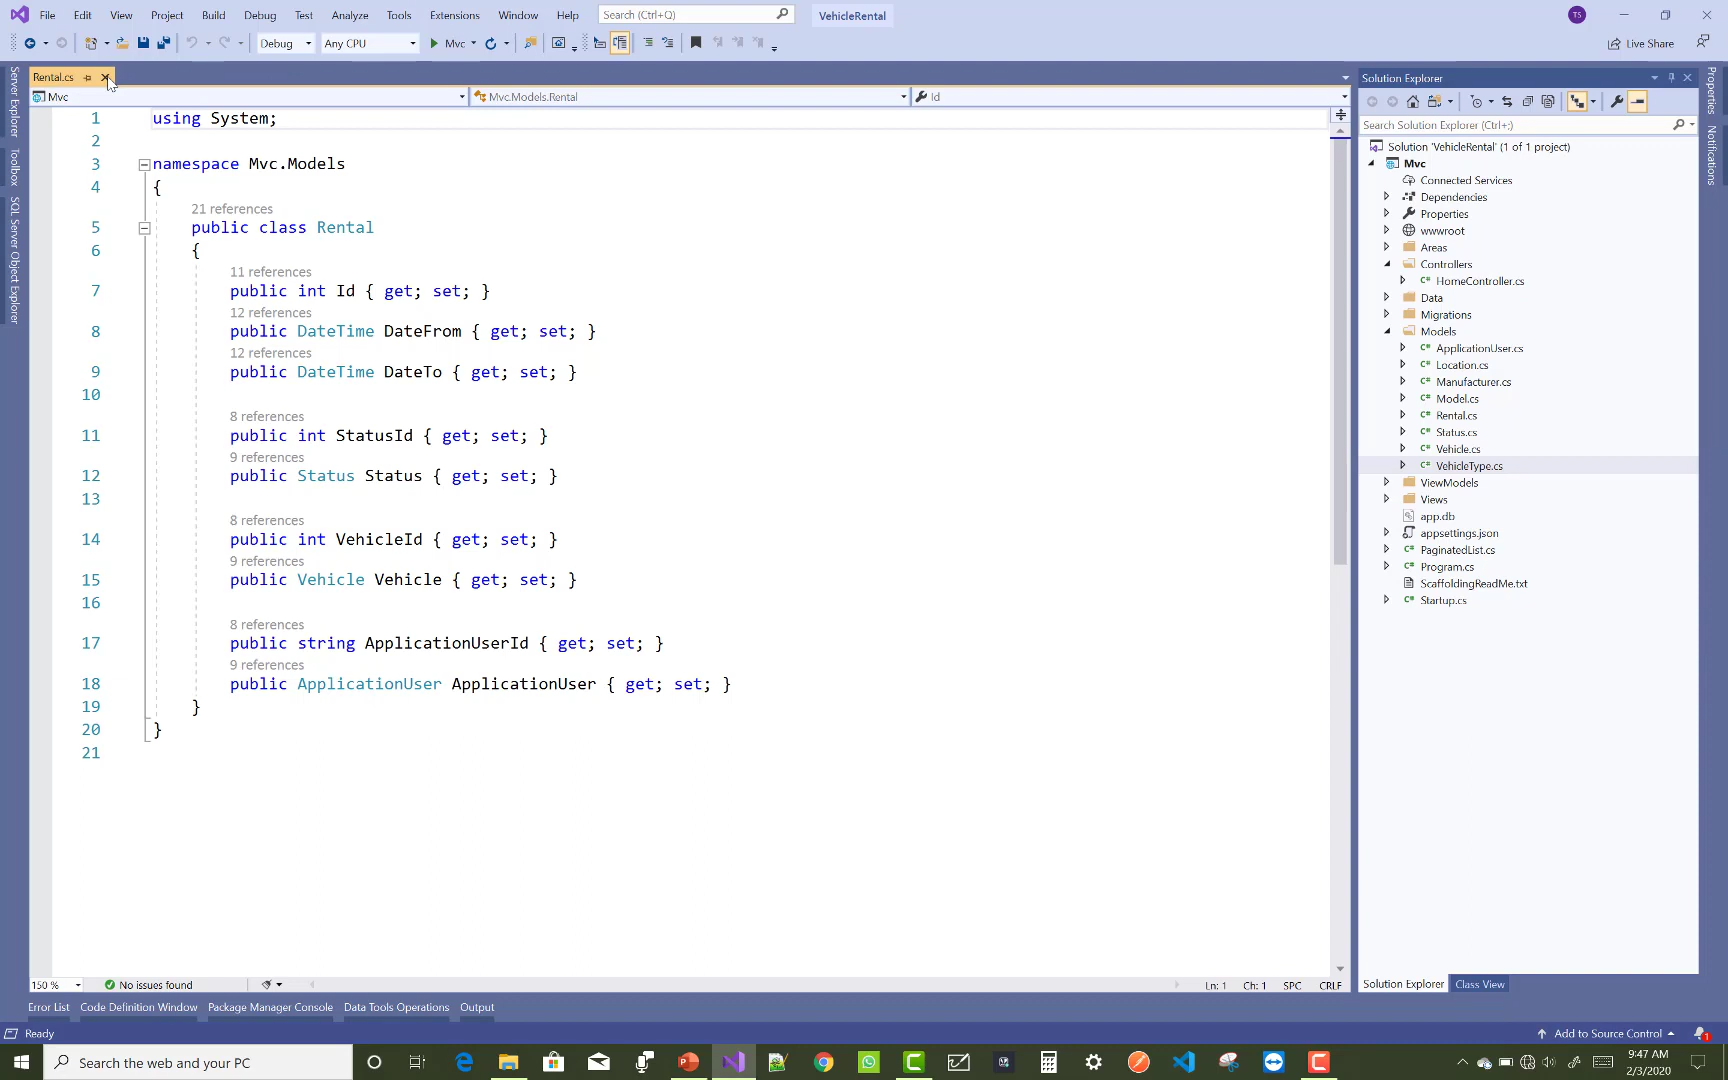 File Edit View Project Build Debug Test Analyze Tools Extensions Window Help Search (Ctrl+Q) VehicleRental TS
Debug Any CPU Mvc Live Share
Rental.cs
Mvc Mvc.Models.Rental Id
Server Explorer
Toolbox
SQL Server Object Explorer
1 using System;
2
3 namespace Mvc.Models
4 {
21 references
5 public class Rental
6 {
11 references
7 public int Id { get; set; }
12 references
8 public DateTime DateFrom { get; set; }
12 references
9 public DateTime DateTo { get; set; }
10
8 references
11 public int StatusId { get; set; }
9 references
12 public Status Status { get; set; }
13
8 references
14 public int VehicleId { get; set; }
9 references
15 public Vehicle Vehicle { get; set; }
16
8 references
17 public string ApplicationUserId { get; set; }
9 references
18 public ApplicationUser ApplicationUser { get; set; }
19 }
20 }
21
150 % No issues found Ln: 1 Ch: 1 SPC CRLF
Solution Explorer
Search Solution Explorer (Ctrl+;)
Solution 'VehicleRental' (1 of 1 project)
Mvc
Connected Services
Dependencies
Properties
wwwroot
Areas
Controllers
C# HomeController.cs
Data
Migrations
Models
C# ApplicationUser.cs
C# Location.cs
C# Manufacturer.cs
C# Model.cs
C# Rental.cs
C# Status.cs
C# Vehicle.cs
C# VehicleType.cs
ViewModels
Views
app.db
appsettings.json
C# PaginatedList.cs
C# Program.cs
ScaffoldingReadMe.txt
C# Startup.cs
Solution Explorer Class View
Properties
Notifications
Error List Code Definition Window Package Manager Console Data Tools Operations Output
Ready Add to Source Control 1
Search the web and your PC
9:47 AM
2/3/2020